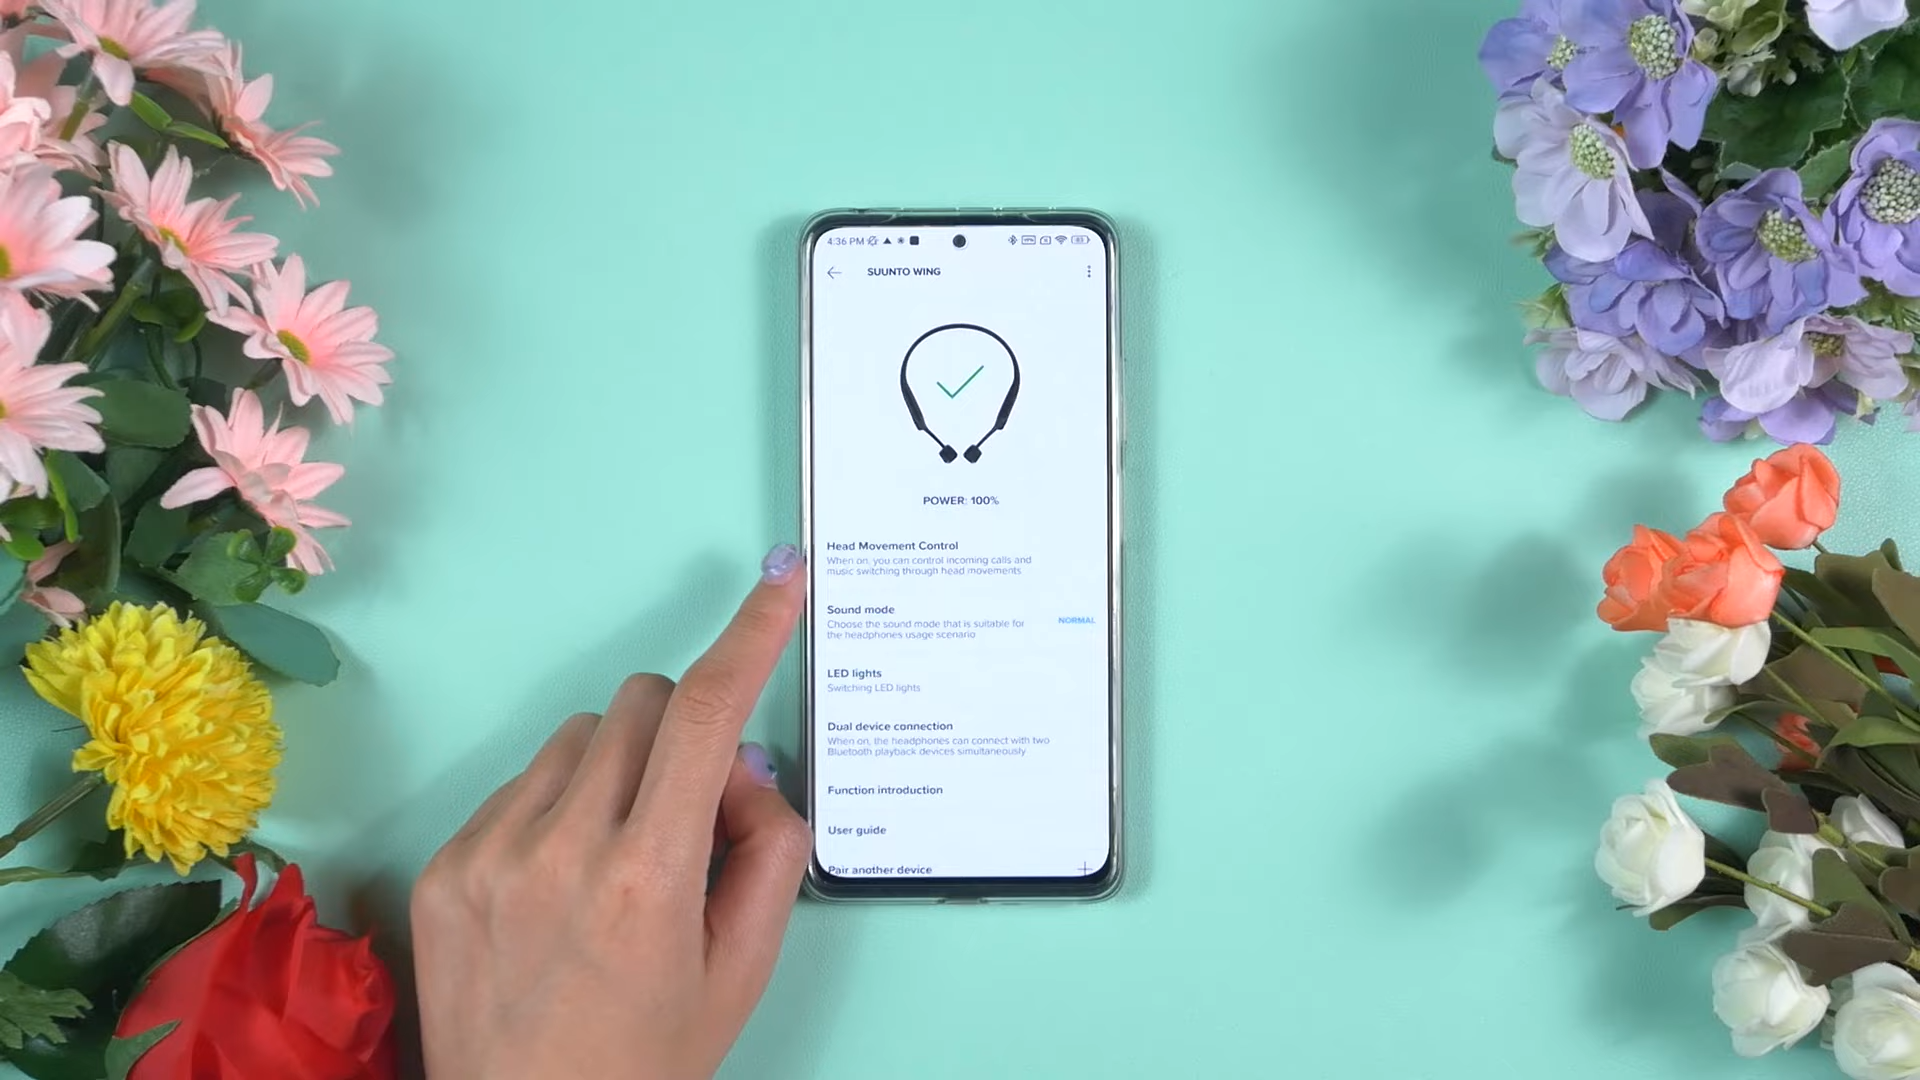 4:36 PM
SUUNTO WING
POWER: 100%
Head Movement Control
When on, you can control incoming calls and
music switching through head movements
Sound mode
Choose the sound mode that is suitable for
the headphones usage scenario
NORMAL
LED lights
Switching LED lights
Dual device connection
When on, the headphones can connect with two
Bluetooth playback devices simultaneously
Function introduction
User guide
Pair another device